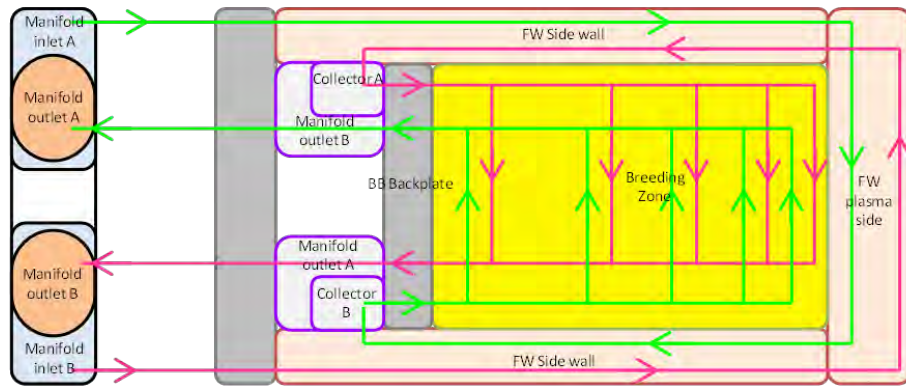 Manifold
inlet A
Manifold
outlet A
Manifold
outlet B
Manifold
inlet B
FW Side wall
Collector A
Manifold
outlet B
BB Backplate
Breeding
Zone
FW
plasma
side
Manifold
outlet A
Collector
B
FW Side wall